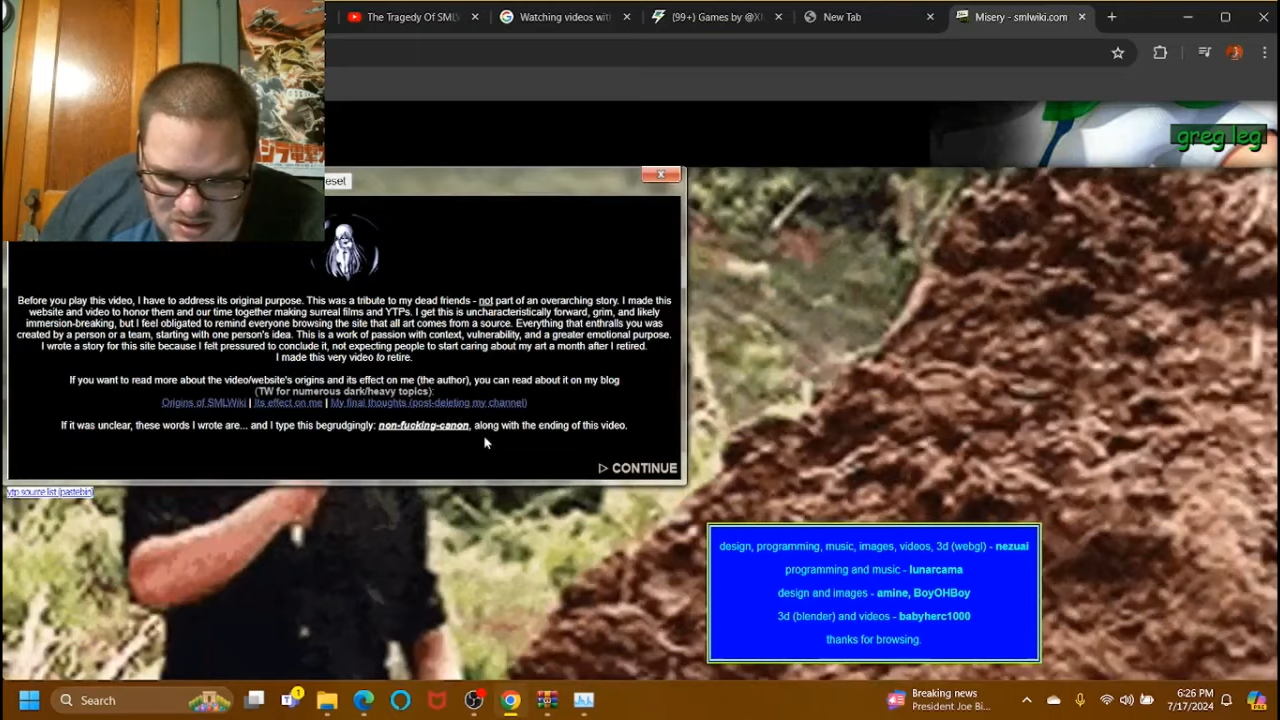 The Tragedy Of SMLW
Watching videos wit
(99+) Games by @X
New Tab
Misery - smlwiki.com
greg leg
eset
Before you play this video, I have to address its original purpose. This was a tribute to my dead friends - not part of an overarching story. I made this
website and video to honor them and our time together making surreal films and YTPs. I get this is uncharacteristically forward, grim, and likely
immersion-breaking, but I feel obligated to remind everyone browsing the site that all art comes from a source. Everything that enthralls you was
created by a person or a team, starting with one person's idea. This is a work of passion with context, vulnerability, and a greater emotional purpose.
I wrote a story for this site because I felt pressured to conclude it, not expecting people to start caring about my art a month after I retired.
I made this very video to retire.
If you want to read more about the video/website's origins and its effect on me (the author), you can read about it on my blog
(TW for numerous dark/heavy topics):
Origins of SMLWiki | Its effect on me | My final thoughts (post-deleting my channel)
If it was unclear, these words I wrote are... and I type this begrudgingly: non-fucking-canon, along with the ending of this video.
▷ CONTINUE
ytp source list (pastebin)
design, programming, music, images, videos, 3d (webgl) - nezuai
programming and music - lunarcama
design and images - amine, BoyOHBoy
3d (blender) and videos - babyherc1000
thanks for browsing.
Search
1
Breaking news
President Joe Bi...
6:26 PM
7/17/2024